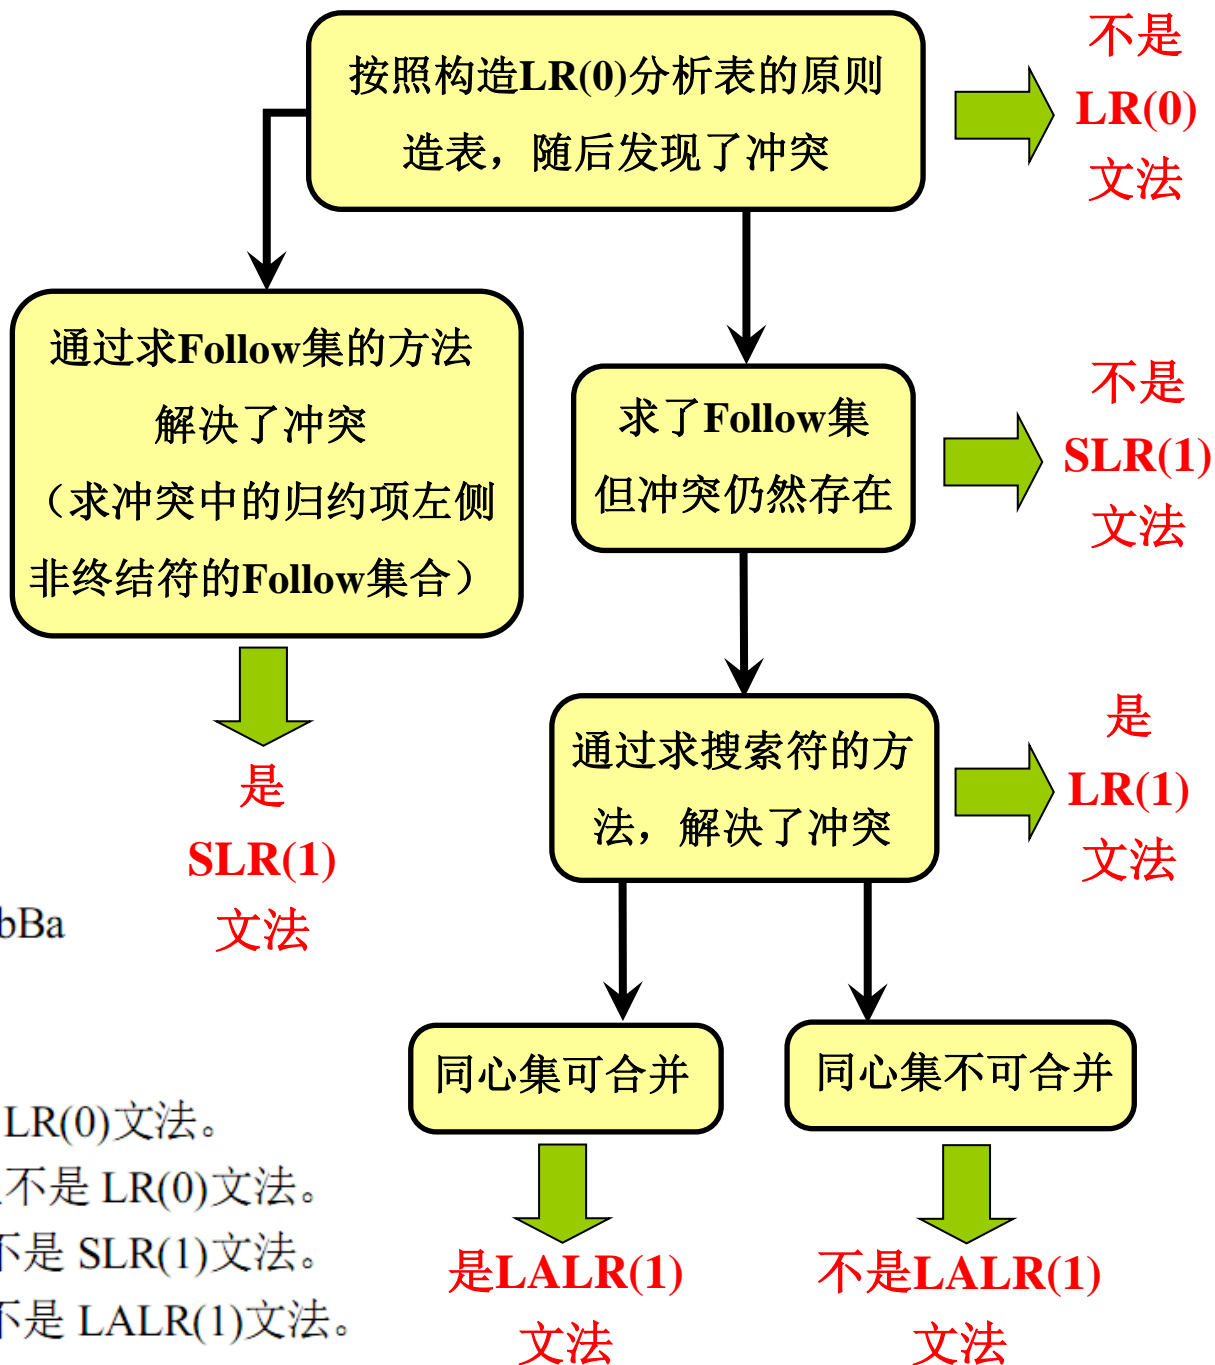 按照构造LR(0)分析表的原则
造表，随后发现了冲突
不是
LR(0)
文法
通过求Follow集的方法
解决了冲突
（求冲突中的归约项左侧
非终结符的Follow集合）
求了Follow集
但冲突仍然存在
不是
SLR(1)
文法
是
SLR(1)
文法
通过求搜索符的方
法，解决了冲突
是
LR(1)
文法
bBa
同心集可合并
同心集不可合并
LR(0)文法。
不是 LR(0)文法。
不是 SLR(1)文法。
不是 LALR(1)文法。
是LALR(1)
文法
不是LALR(1)
文法